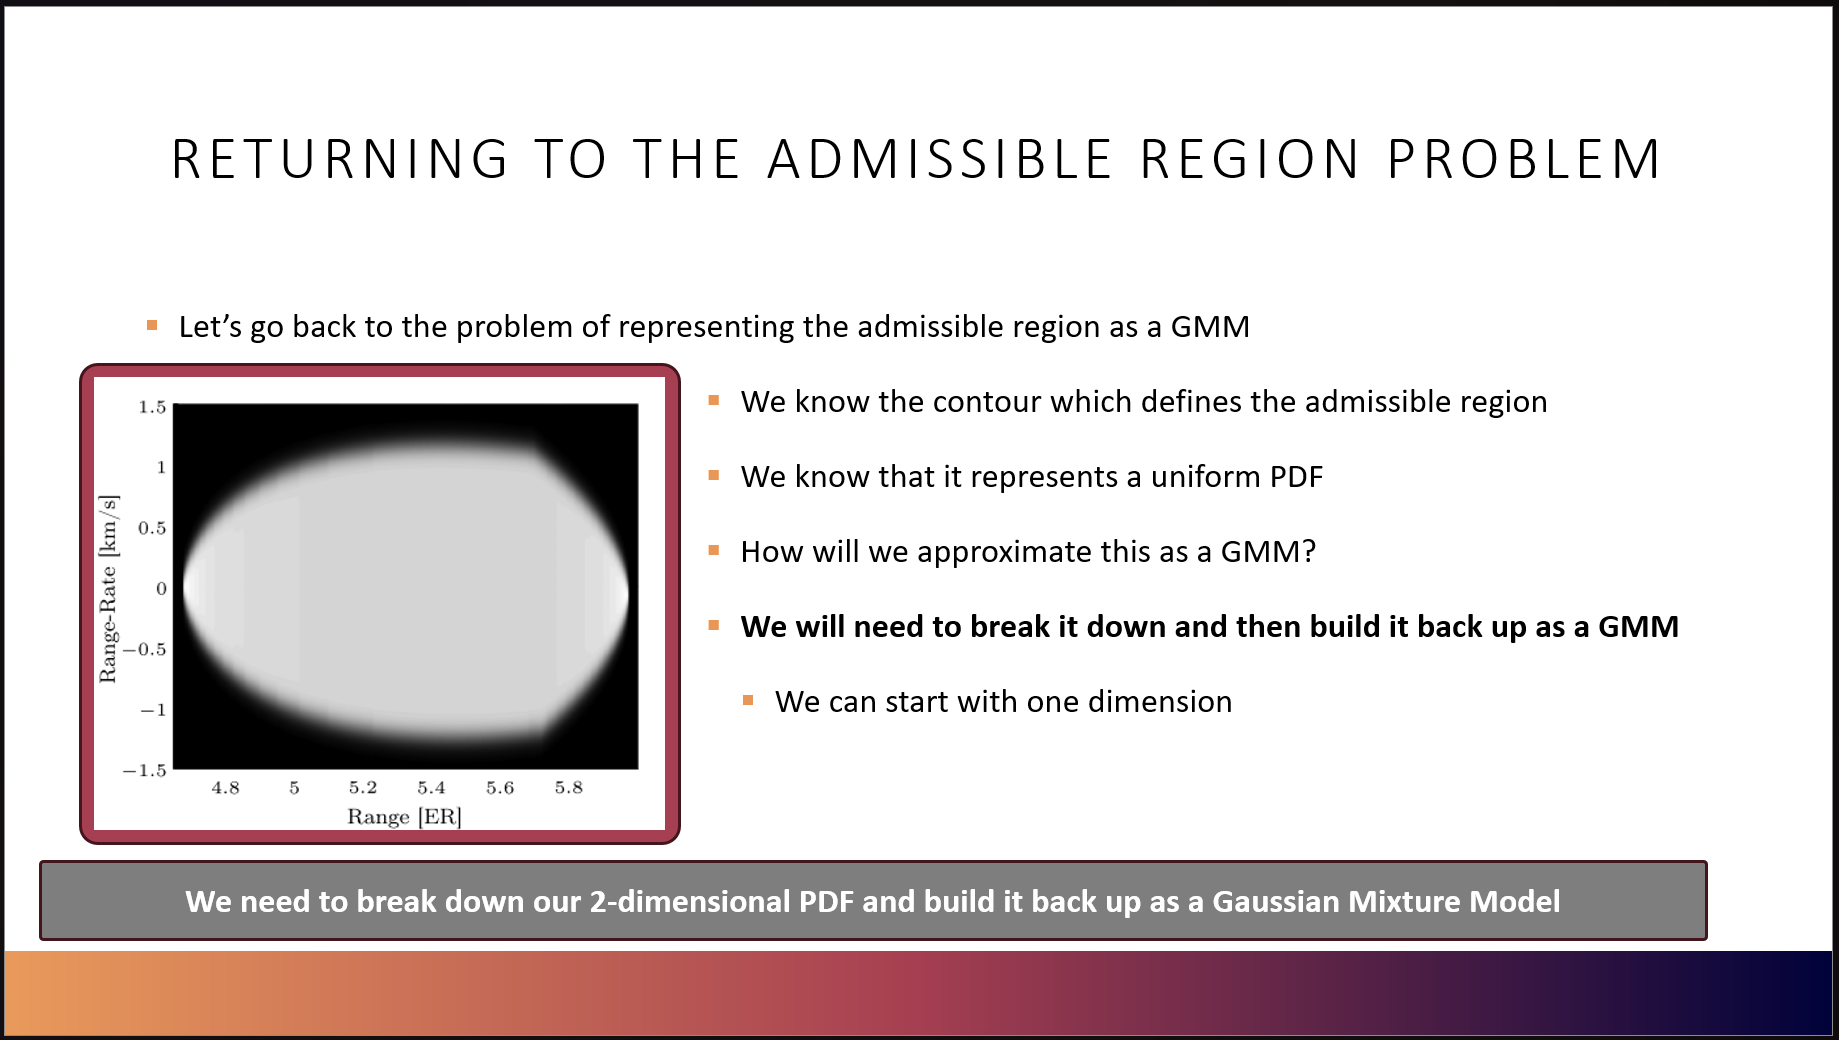 RETURNING TO THE ADMISSIBLE REGION PROBLEM
Let’s go back to the problem of representing the admissible region as a GMM
1.5
1
0.5
0
−0.5
−1
−1.5
Range-Rate [km/s]
4.8 5 5.2 5.4 5.6 5.8
Range [ER]
We know the contour which defines the admissible region
We know that it represents a uniform PDF
How will we approximate this as a GMM?
We will need to break it down and then build it back up as a GMM
We can start with one dimension
We need to break down our 2-dimensional PDF and build it back up as a Gaussian Mixture Model